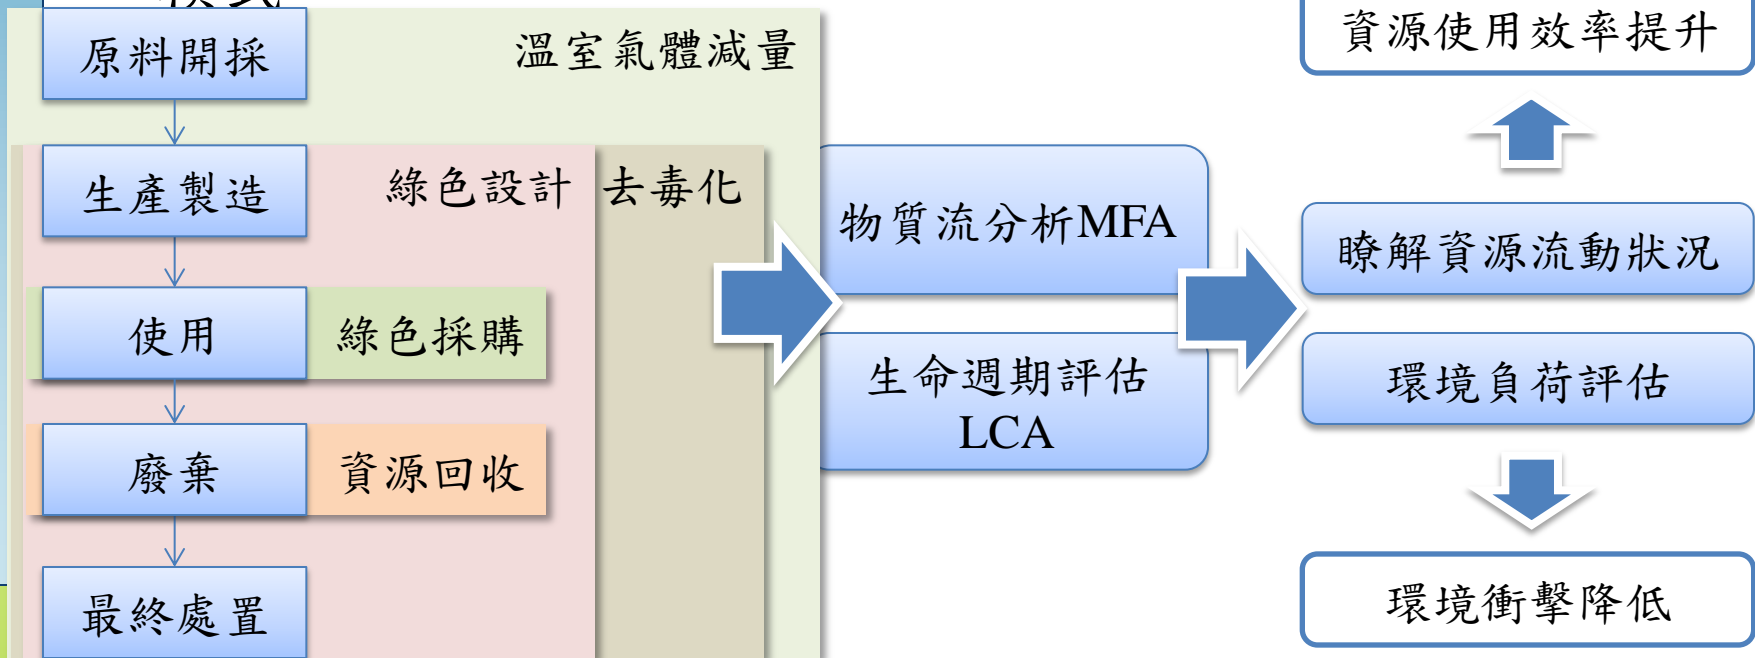 原料開採
溫室氣體減量
生產製造
綠色設計
去毒化
使用
綠色採購
廢棄
資源回收
最終處置
物質流分析MFA
生命週期評估
LCA
資源使用效率提升
瞭解資源流動狀況
環境負荷評估
環境衝擊降低